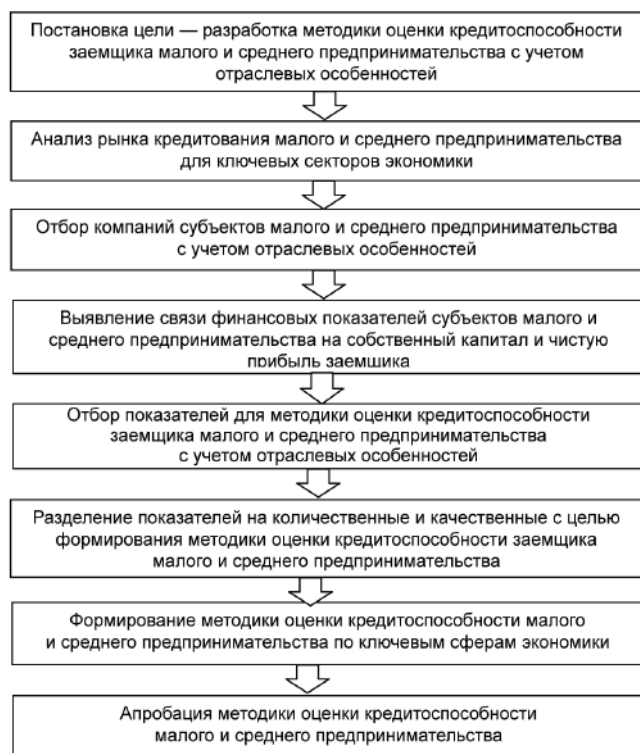 Постановка цели — разработка методики оценки кредитоспособности
заемщика малого и среднего предпринимательства с учетом
отраслевых особенностей
Анализ рынка кредитования малого и среднего предпринимательства
для ключевых секторов экономики
Отбор компаний субъектов малого и среднего предпринимательства
с учетом отраслевых особенностей
Выявление связи финансовых показателей субъектов малого и
среднего предпринимательства на собственный капитал и чистую
прибыль заемщика
Отбор показателей для методики оценки кредитоспособности
заемщика малого и среднего предпринимательства
с учетом отраслевых особенностей
Разделение показателей на количественные и качественные с целью
формирования методики оценки кредитоспособности заемщика
малого и среднего предпринимательства
Формирование методики оценки кредитоспособности малого
и среднего предпринимательства по ключевым сферам экономики
Апробация методики оценки кредитоспособности
малого и среднего предпринимательства